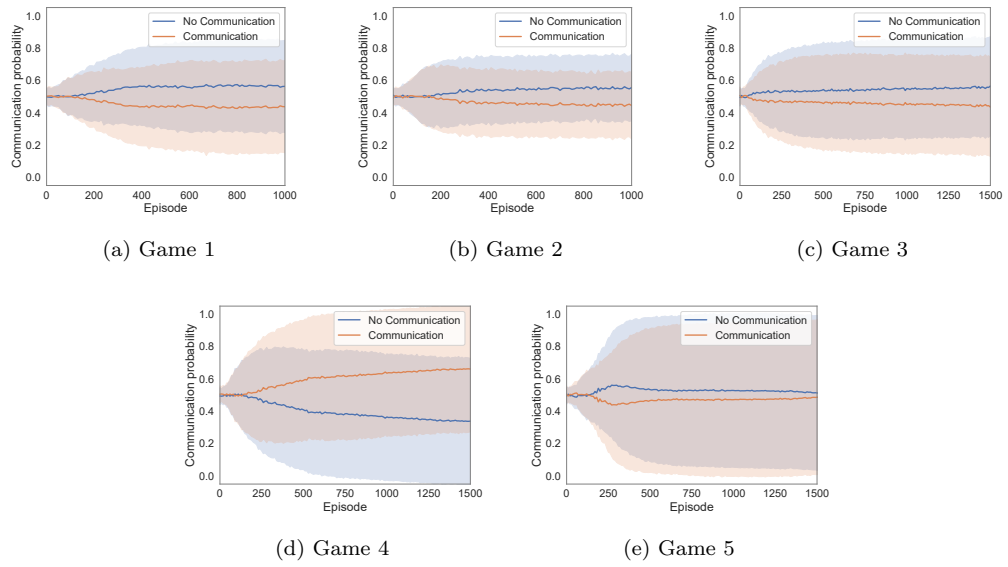 No Communication
Communication
Communication probability
1.0
0.8
0.6
0.4
0.2
0.0
0 200 400 600 800 1000
Episode
(a) Game 1
No Communication
Communication
Communication probability
1.0
0.8
0.6
0.4
0.2
0.0
0 200 400 600 800 1000
Episode
(b) Game 2
No Communication
Communication
Communication probability
1.0
0.8
0.6
0.4
0.2
0.0
0 250 500 750 1000 1250 1500
Episode
(c) Game 3
No Communication
Communication
Communication probability
1.0
0.8
0.6
0.4
0.2
0.0
0 250 500 750 1000 1250 1500
Episode
(d) Game 4
No Communication
Communication
Communication probability
1.0
0.8
0.6
0.4
0.2
0.0
0 250 500 750 1000 1250 1500
Episode
(e) Game 5